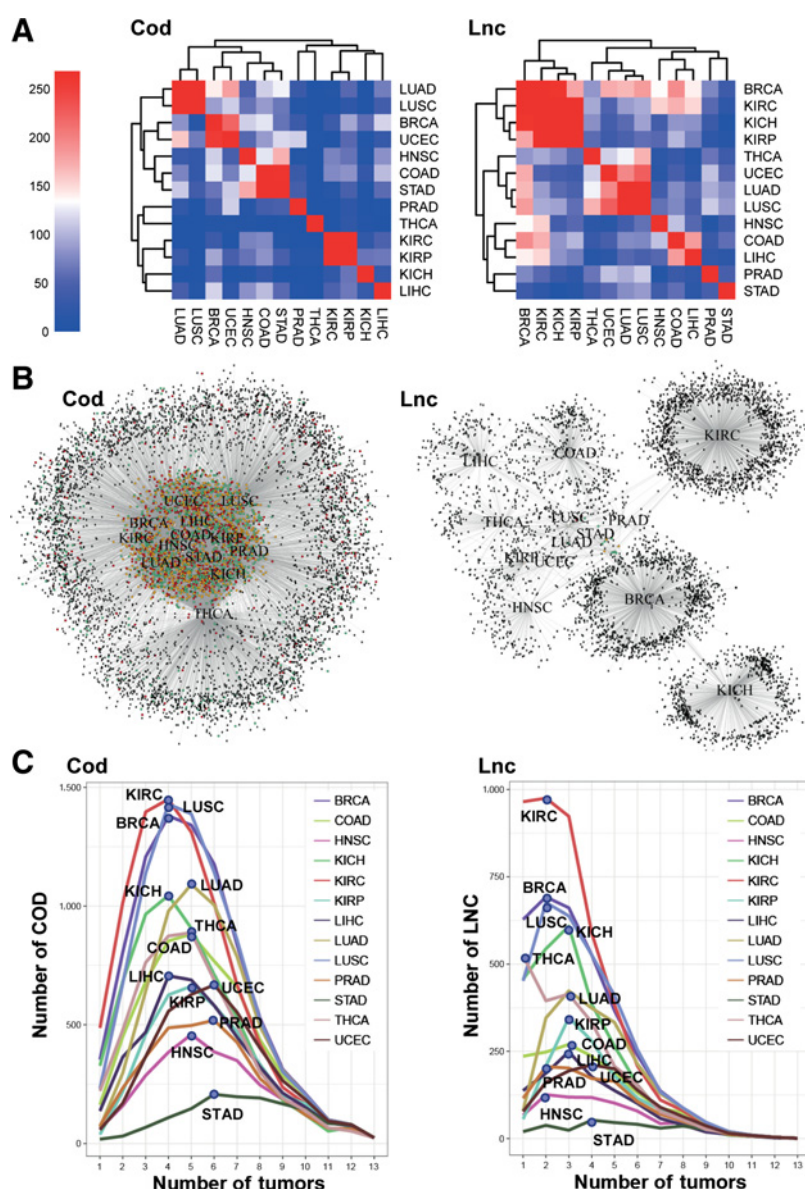 A
Cod
Lnc
250
200
150
100
50
0
LUAD
LUSC
BRCA
UCEC
HNSC
COAD
STAD
PRAD
THCA
KIRC
KIRP
KICH
LIHC
LUAD LUSC BRCA UCEC HNSC COAD STAD PRAD THCA KIRC KIRP KICH LIHC
BRCA
KIRC
KICH
KIRP
THCA
UCEC
LUAD
LUSC
HNSC
COAD
LIHC
PRAD
STAD
BRCA KIRC KICH KIRP THCA UCEC LUAD LUSC HNSC COAD LIHC PRAD STAD
B
Cod
UCEC LUSC
LIHC
BRCA
COAD
KIRC KIRP
HNSC
PRAD
STAD
LUAD
KICH
THCA
Lnc
KIRC
COAD
LIHC
LUSC PRAD
THCA
STAD
LUAD
KIRP
UCEC
BRCA
HNSC
KICH
C
Cod
Number of COD
1.500
1.000
500
0
KIRC
LUSC
BRCA
KICH
LUAD
THCA
COAD
LIHC
UCEC
KIRP
PRAD
HNSC
STAD
BRCA
COAD
HNSC
KICH
KIRC
KIRP
LIHC
LUAD
LUSC
PRAD
STAD
THCA
UCEC
1 2 3 4 5 6 7 8 9 10 11 12 13
Number of tumors
Lnc
Number of LNC
1.000
750
500
250
0
KIRC
BRCA
LUSC
KICH
THCA
LUAD
KIRP
COAD
LIHC
PRAD
UCEC
HNSC
STAD
BRCA
COAD
HNSC
KICH
KIRC
KIRP
LIHC
LUAD
LUSC
PRAD
STAD
THCA
UCEC
1 2 3 4 5 6 7 8 9 10 11 12 13
Number of tumors